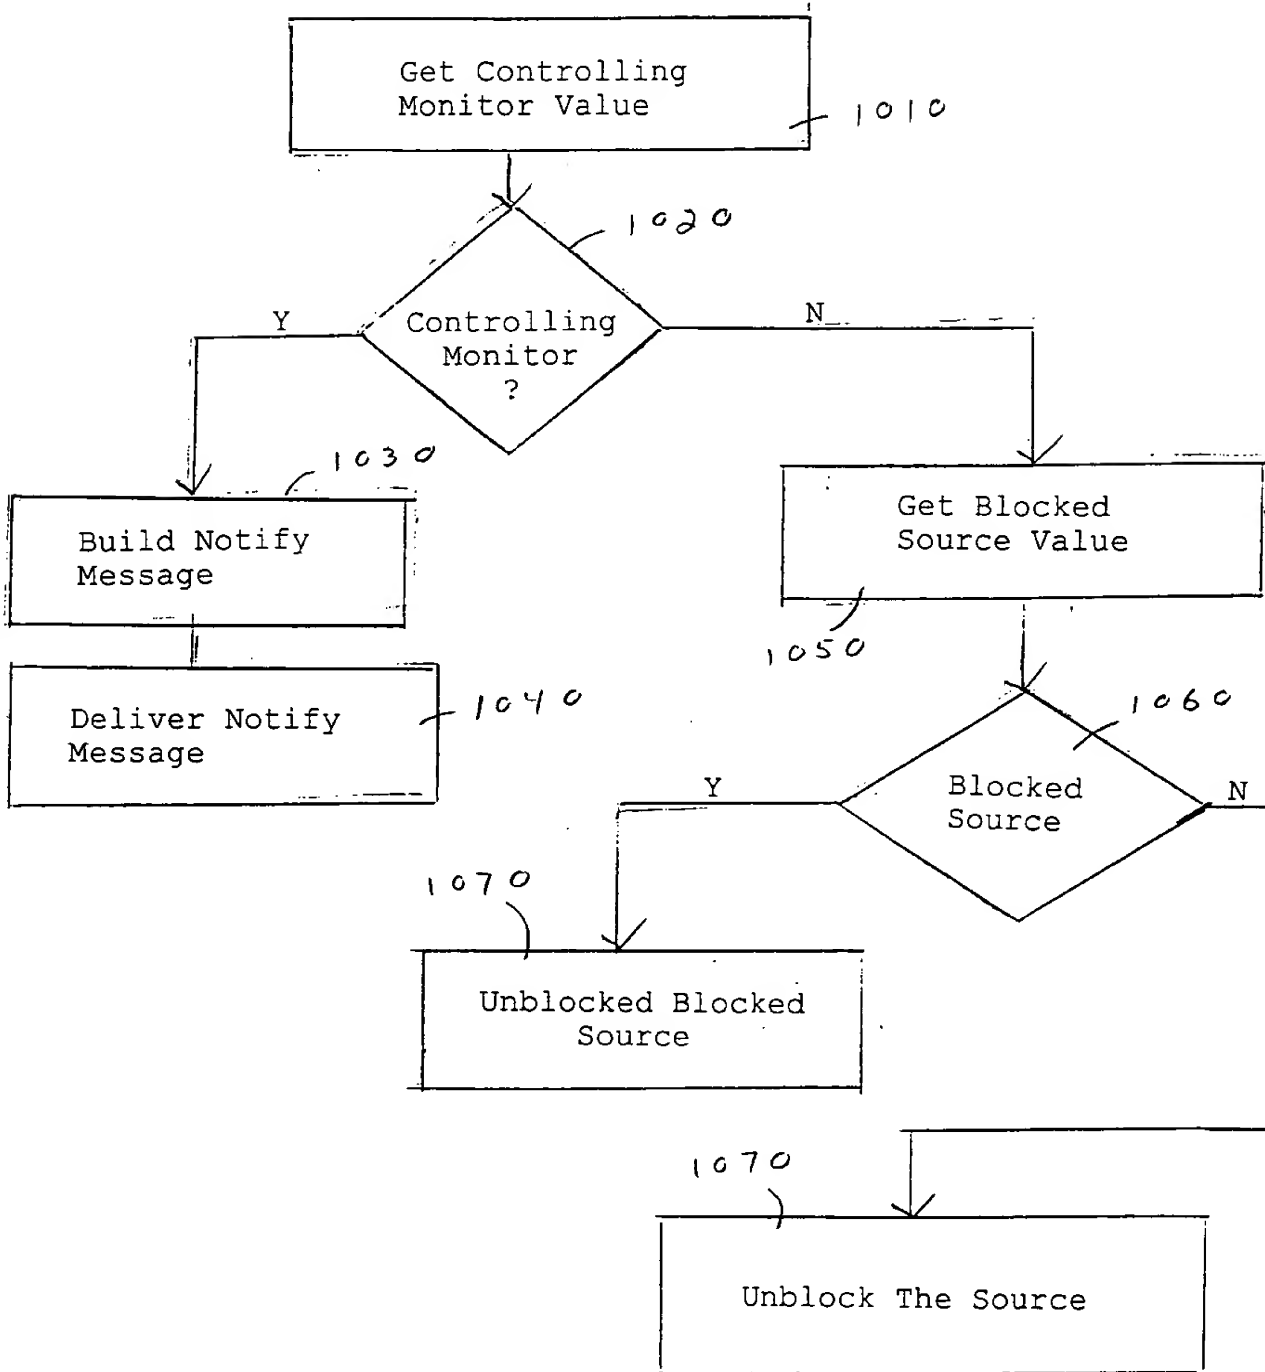 Get Controlling
Monitor Value
1010
1020
Y
N
Controlling
Monitor
?
1030
Build Notify
Message
Get Blocked
Source Value
1050
Deliver Notify
Message
1040
1060
Y
Blocked
Source
N
1070
Unblocked Blocked
Source
1070
Unblock The Source